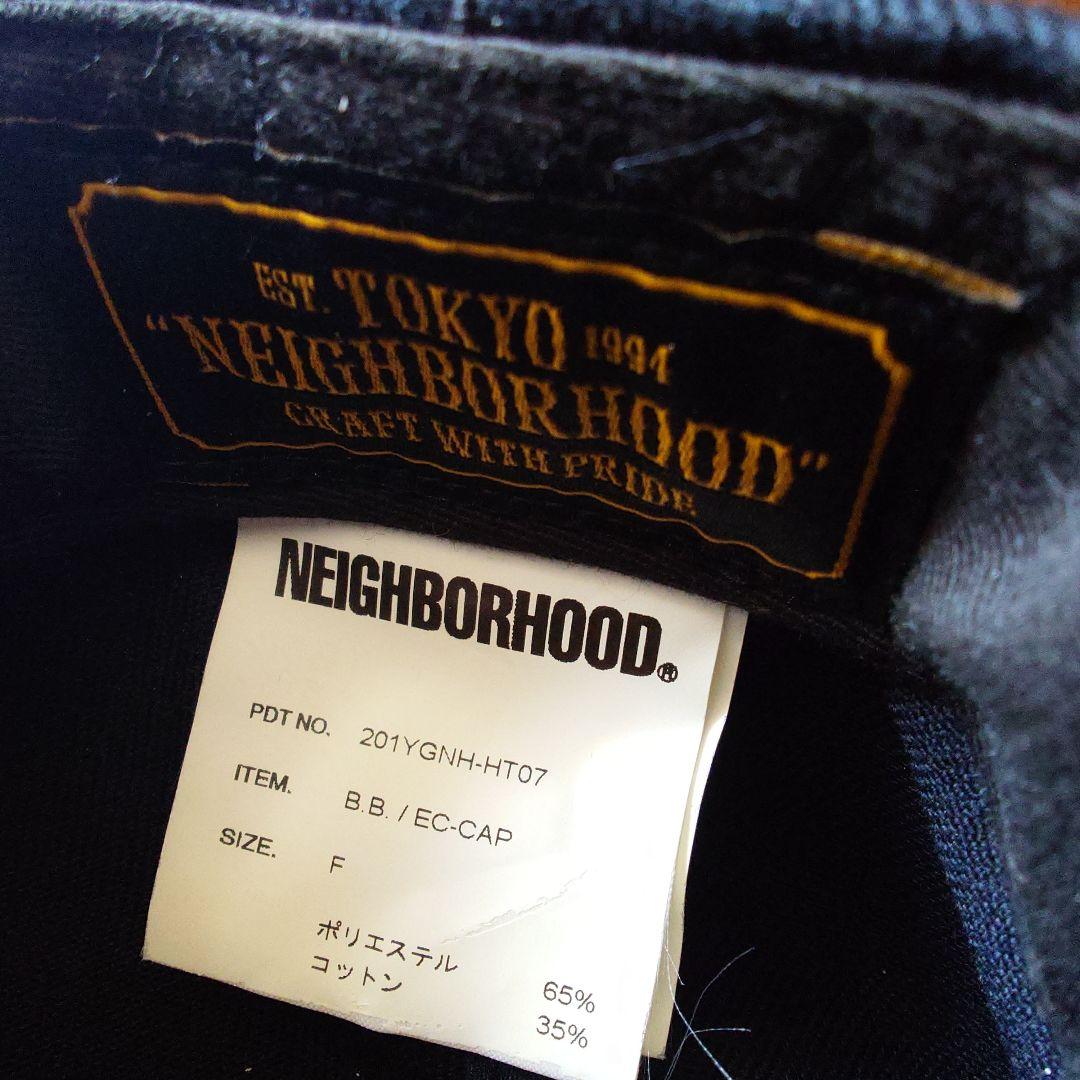 EST. TOKYO 1994
"NEIGHBORHOOD"
CRAFT WITH PRIDE
NEIGHBORHOOD®
PDT NO. 201YGNH-HT07
ITEM. B.B. / EC-CAP
SIZE. F
ポリエステル 65%
コットン 35%